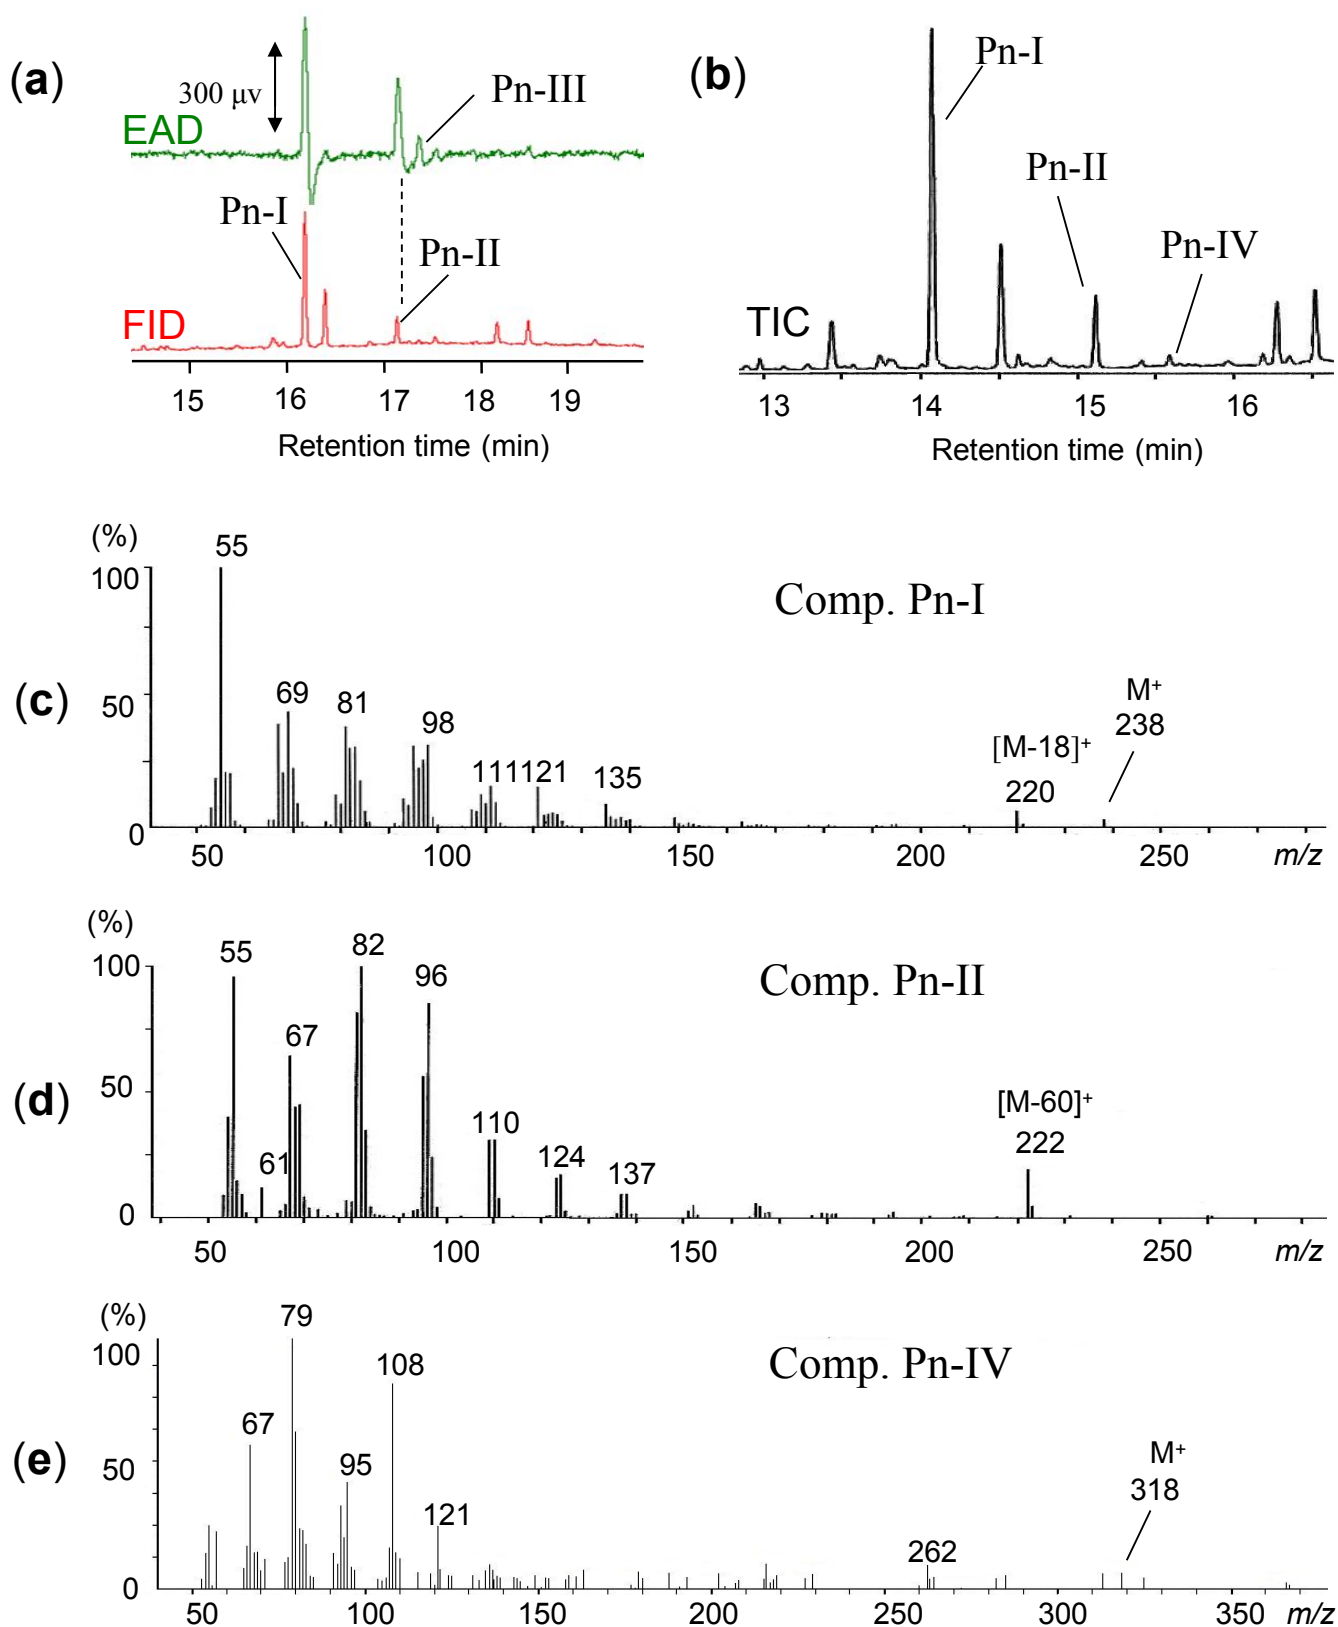 (a)
300 μv
EAD
Pn-III
Pn-I
Pn-II
FID
15 16 17 18 19
Retention time (min)
(b)
Pn-I
Pn-II
Pn-IV
TIC
13 14 15 16
Retention time (min)
(c)
(%)
55
100
Comp. Pn-I
50
69
81
98
111
121
135
[M-18]+
220
M+
238
0
50 100 150 200 250 m/z
(d)
(%)
55
82
96
100
Comp. Pn-II
67
50
61
110
124
137
[M-60]+
222
0
50 100 150 200 250 m/z
(e)
(%)
79
100
108
Comp. Pn-IV
67
50
95
121
262
M+
318
0
50 100 150 200 250 300 350 m/z